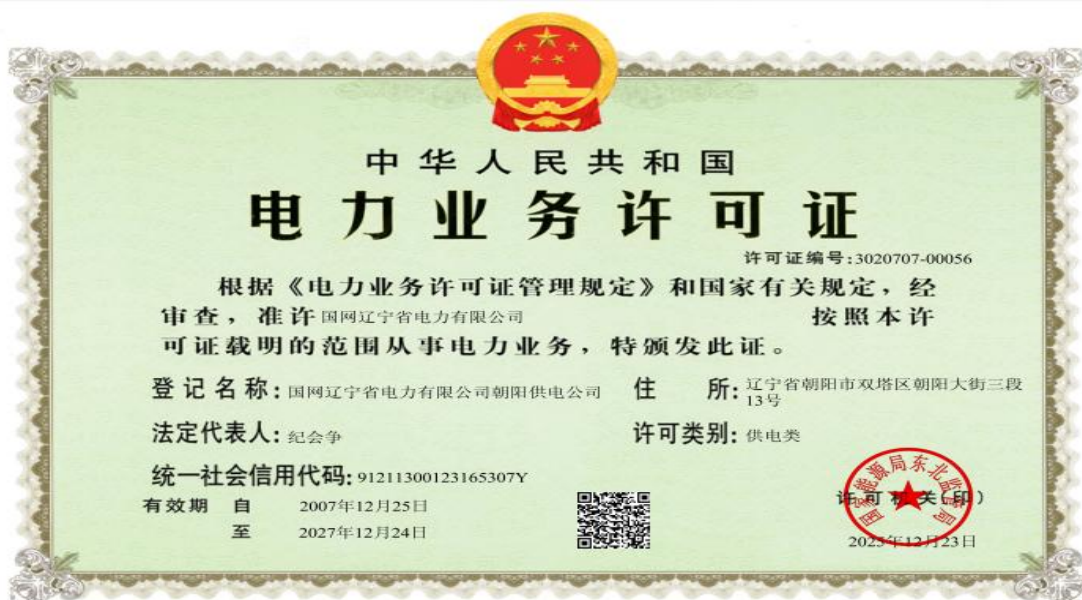 中华人民共和国
电力业务许可证
许可证编号:3020707-00056
根据《电力业务许可证管理规定》和国家有关规定，经
审查，准许 国网辽宁省电力有限公司 按照本许
可证载明的范围从事电力业务，特颁发此证。
登记名称: 国网辽宁省电力有限公司朝阳供电公司
住 所: 辽宁省朝阳市双塔区朝阳大街三段
13号
法定代表人: 纪会争
许可类别: 供电类
统一社会信用代码: 91211300123165307Y
有效期 自 2007年12月25日
至 2027年12月24日
许可机关(印)
国家能源局东北监管局
2025年12月23日